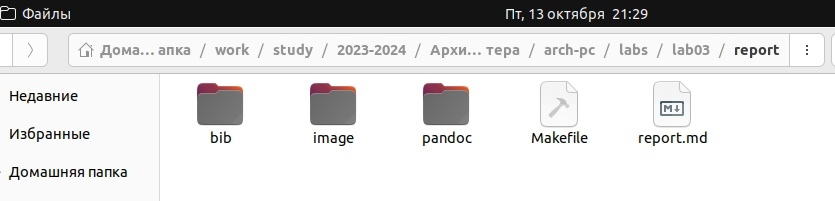 Файлы
Пт, 13 октября 21:29
Дома… апка / work / study / 2023-2024 / Архи… тера / arch-pc / labs / lab03 / report
Недавние
Избранные
Домашняя папка
bib
image
pandoc
Makefile
M
report.md